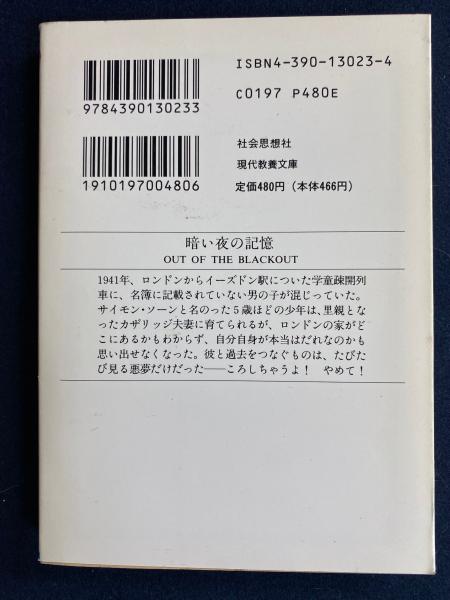 ISBN4-390-13023-4
C0197 P480E
9784390130233
1910197004806
社会思想社
現代教養文庫
定価480円(本体466円)
暗い夜の記憶
OUT OF THE BLACKOUT
1941年、ロンドンからイーズドン駅についた学童疎開列
車に、名簿に記載されていない男の子が混じっていた。
サイモン・ソーンと名のった5歳ほどの少年は、里親とな
ったカザリッジ夫妻に育てられるが、ロンドンの家がど
こにあるかもわからず、自分自身が本当はだれなのかも
思い出せなくなった。彼と過去をつなぐものは、たびた
び見る悪夢だけだった——ころしちゃうよ! やめて!